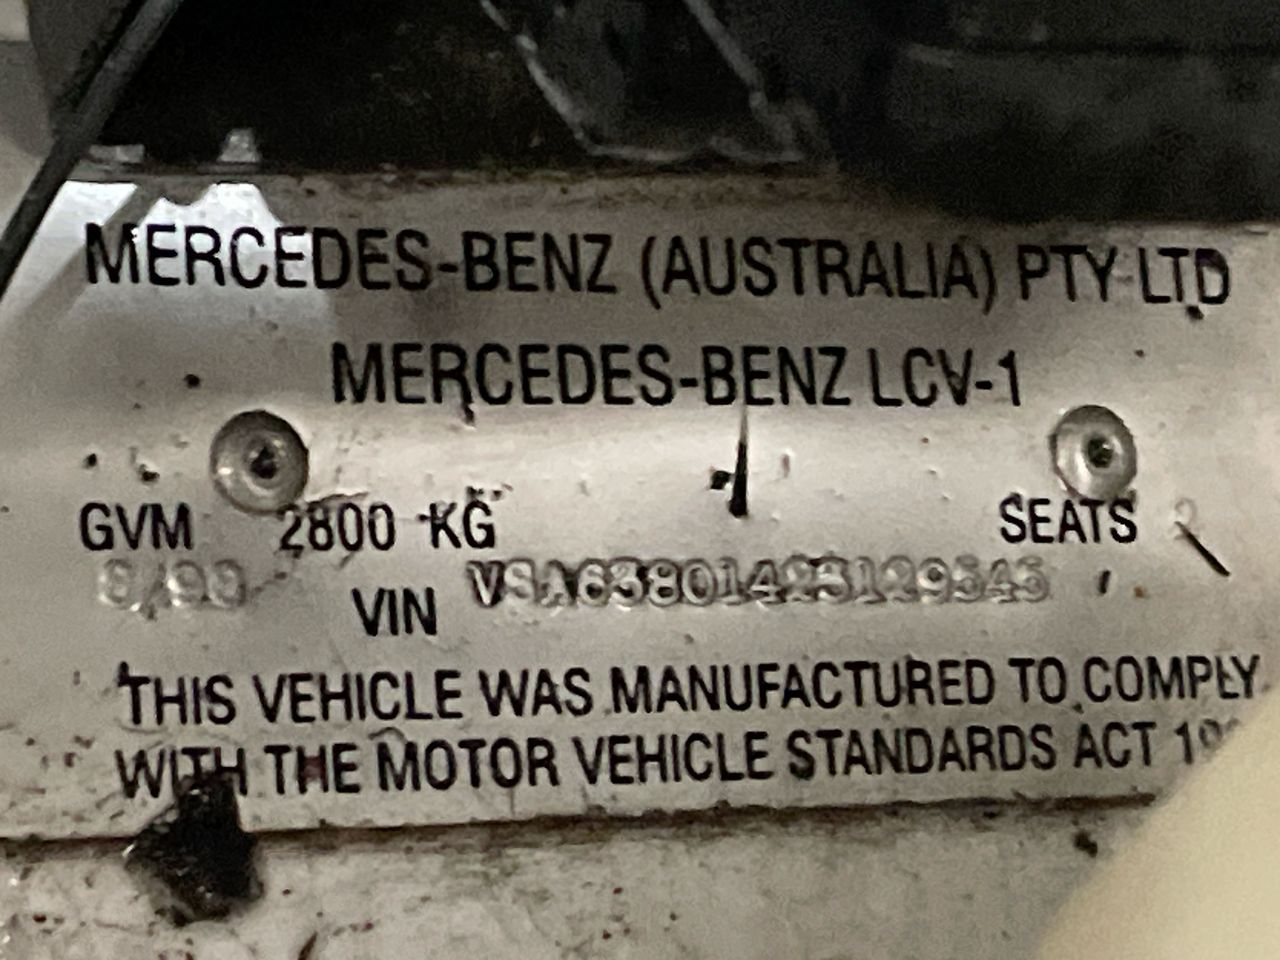 MERCEDES-BENZ (AUSTRALIA) PTY LTD
MERCEDES-BENZ LCV-1
GVM 2800 KG SEATS
VIN VSA63801423129545
THIS VEHICLE WAS MANUFACTURED TO COMPLY
WITH THE MOTOR VEHICLE STANDARDS ACT